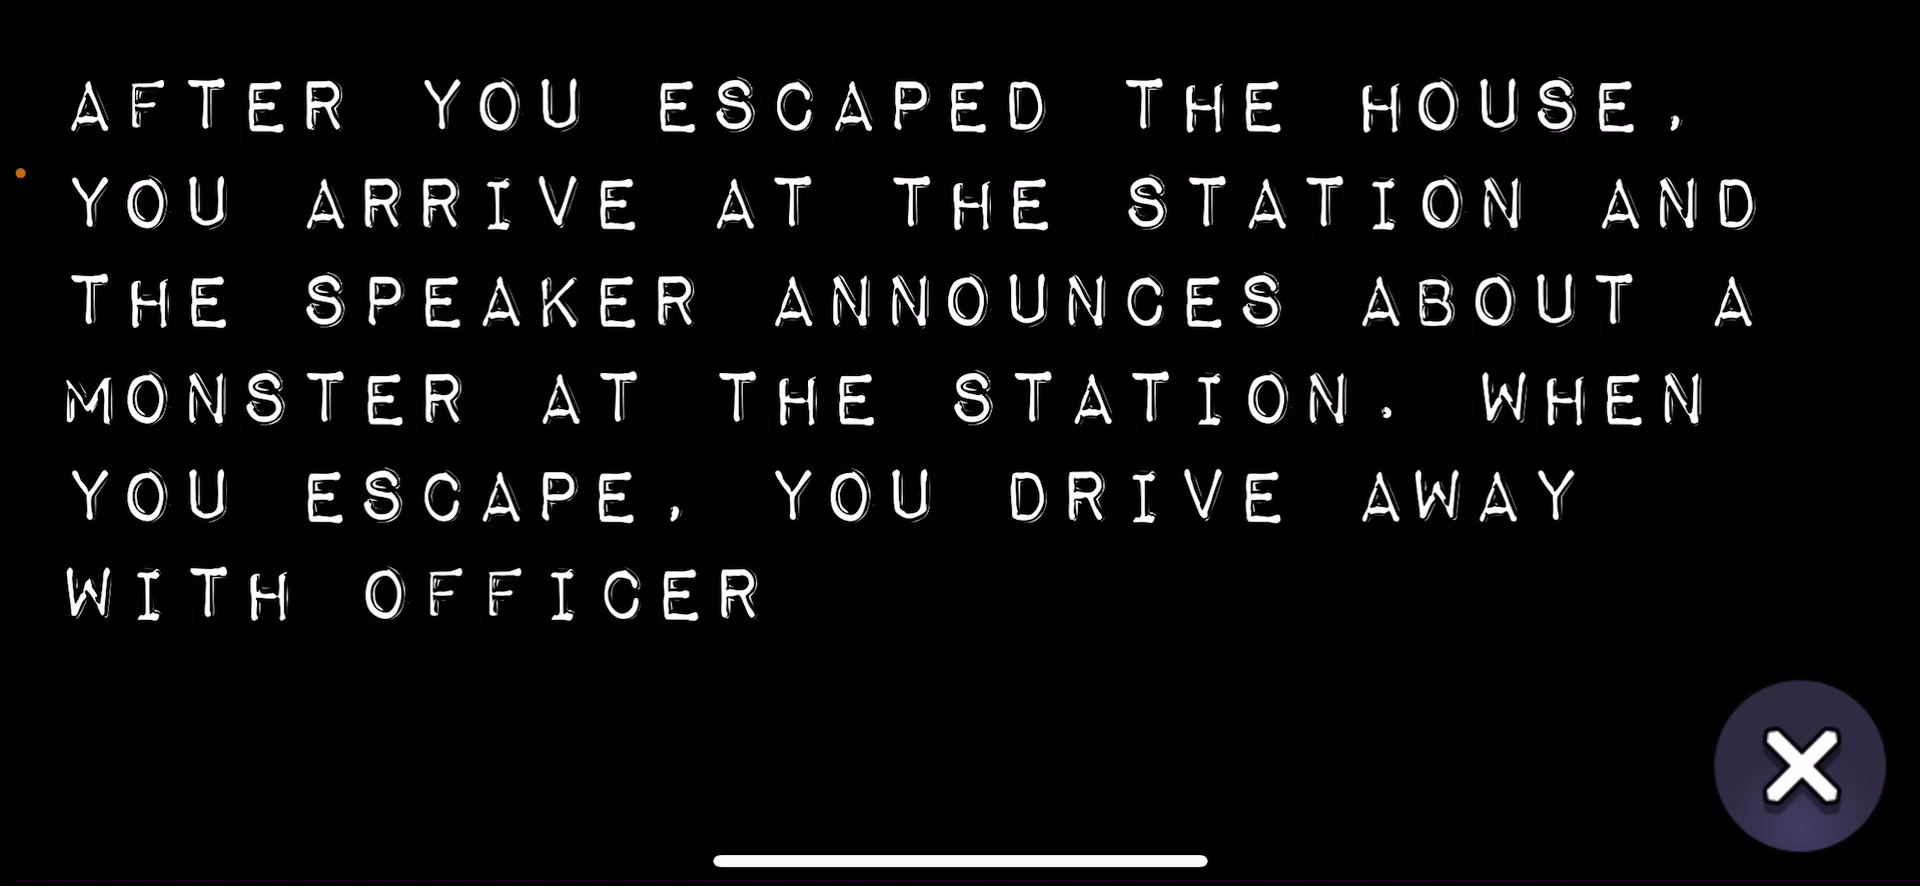 AFTER YOU ESCAPED THE HOUSE,
YOU ARRIVE AT THE STATION AND
THE SPEAKER ANNOUNCES ABOUT A
MONSTER AT THE STATION. WHEN
YOU ESCAPE, YOU DRIVE AWAY
WITH OFFICER